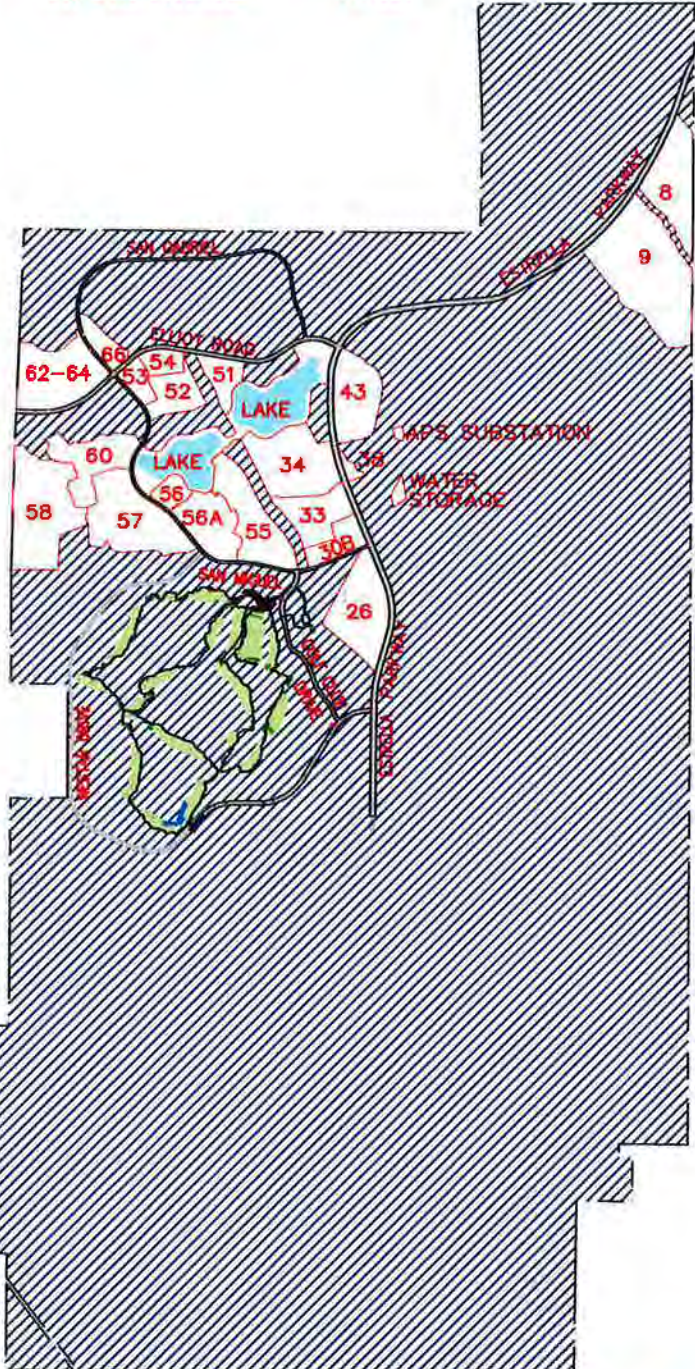 PARKWAY
8
ESTRELLA
9
SAN GABRIEL
ELLIOT ROAD
66
54
62-64
53
52
51
43
LAKE
APS SUBSTATION
38
60
LAKE
34
WATER
STORAGE
58
57
56
56A
55
33
30B
SAN MIGUEL
26
GOLF CLUB
DRIVE
PARKWAY
ESTRELLA